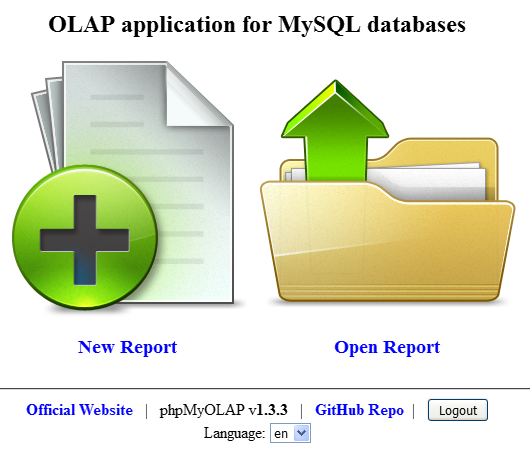 OLAP application for MySQL databases
New Report
Open Report
Official Website | phpMyOLAP v1.3.3 | GitHub Repo | Logout
Language: en